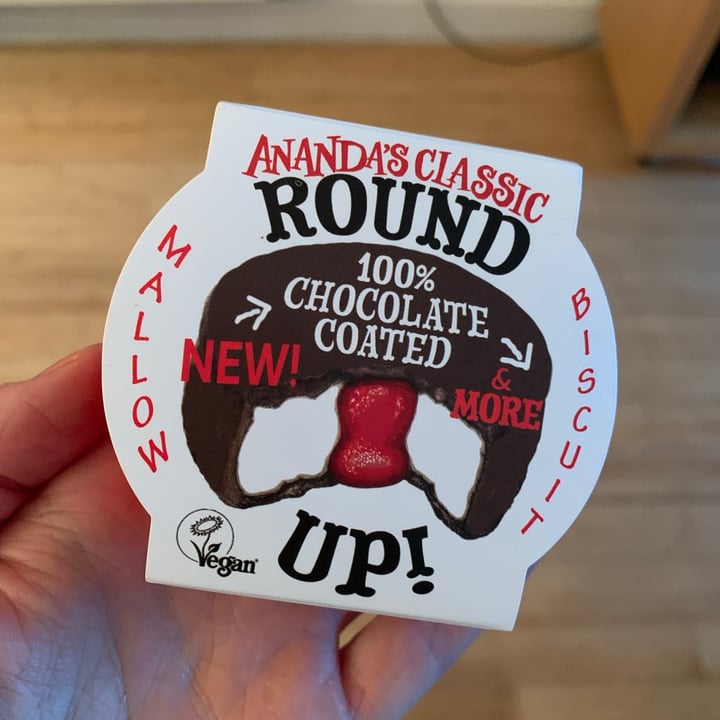 ANANDA'S CLASSIC
ROUND
100%
CHOCOLATE
COATED
NEW!
&
MORE
MALLOW
BISCUIT
Vegan
UP!